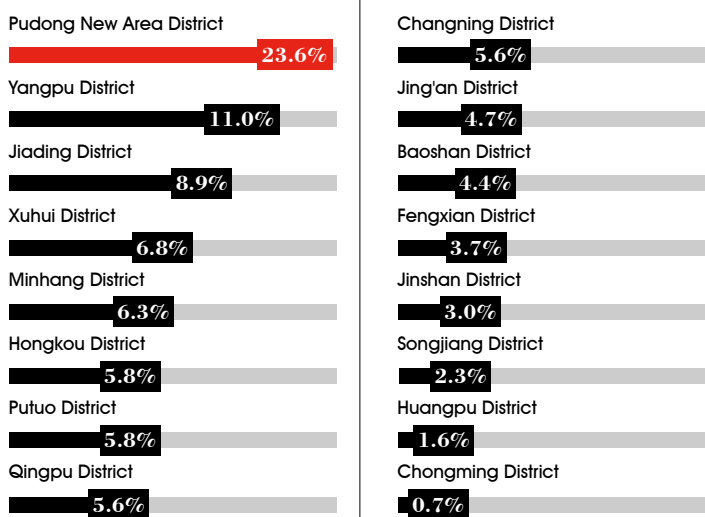 Pudong New Area District
23.6%
Yangpu District
11.0%
Jiading District
8.9%
Xuhui District
6.8%
Minhang District
6.3%
Hongkou District
5.8%
Putuo District
5.8%
Qingpu District
5.6%
Changning District
5.6%
Jing'an District
4.7%
Baoshan District
4.4%
Fengxian District
3.7%
Jinshan District
3.0%
Songjiang District
2.3%
Huangpu District
1.6%
Chongming District
0.7%